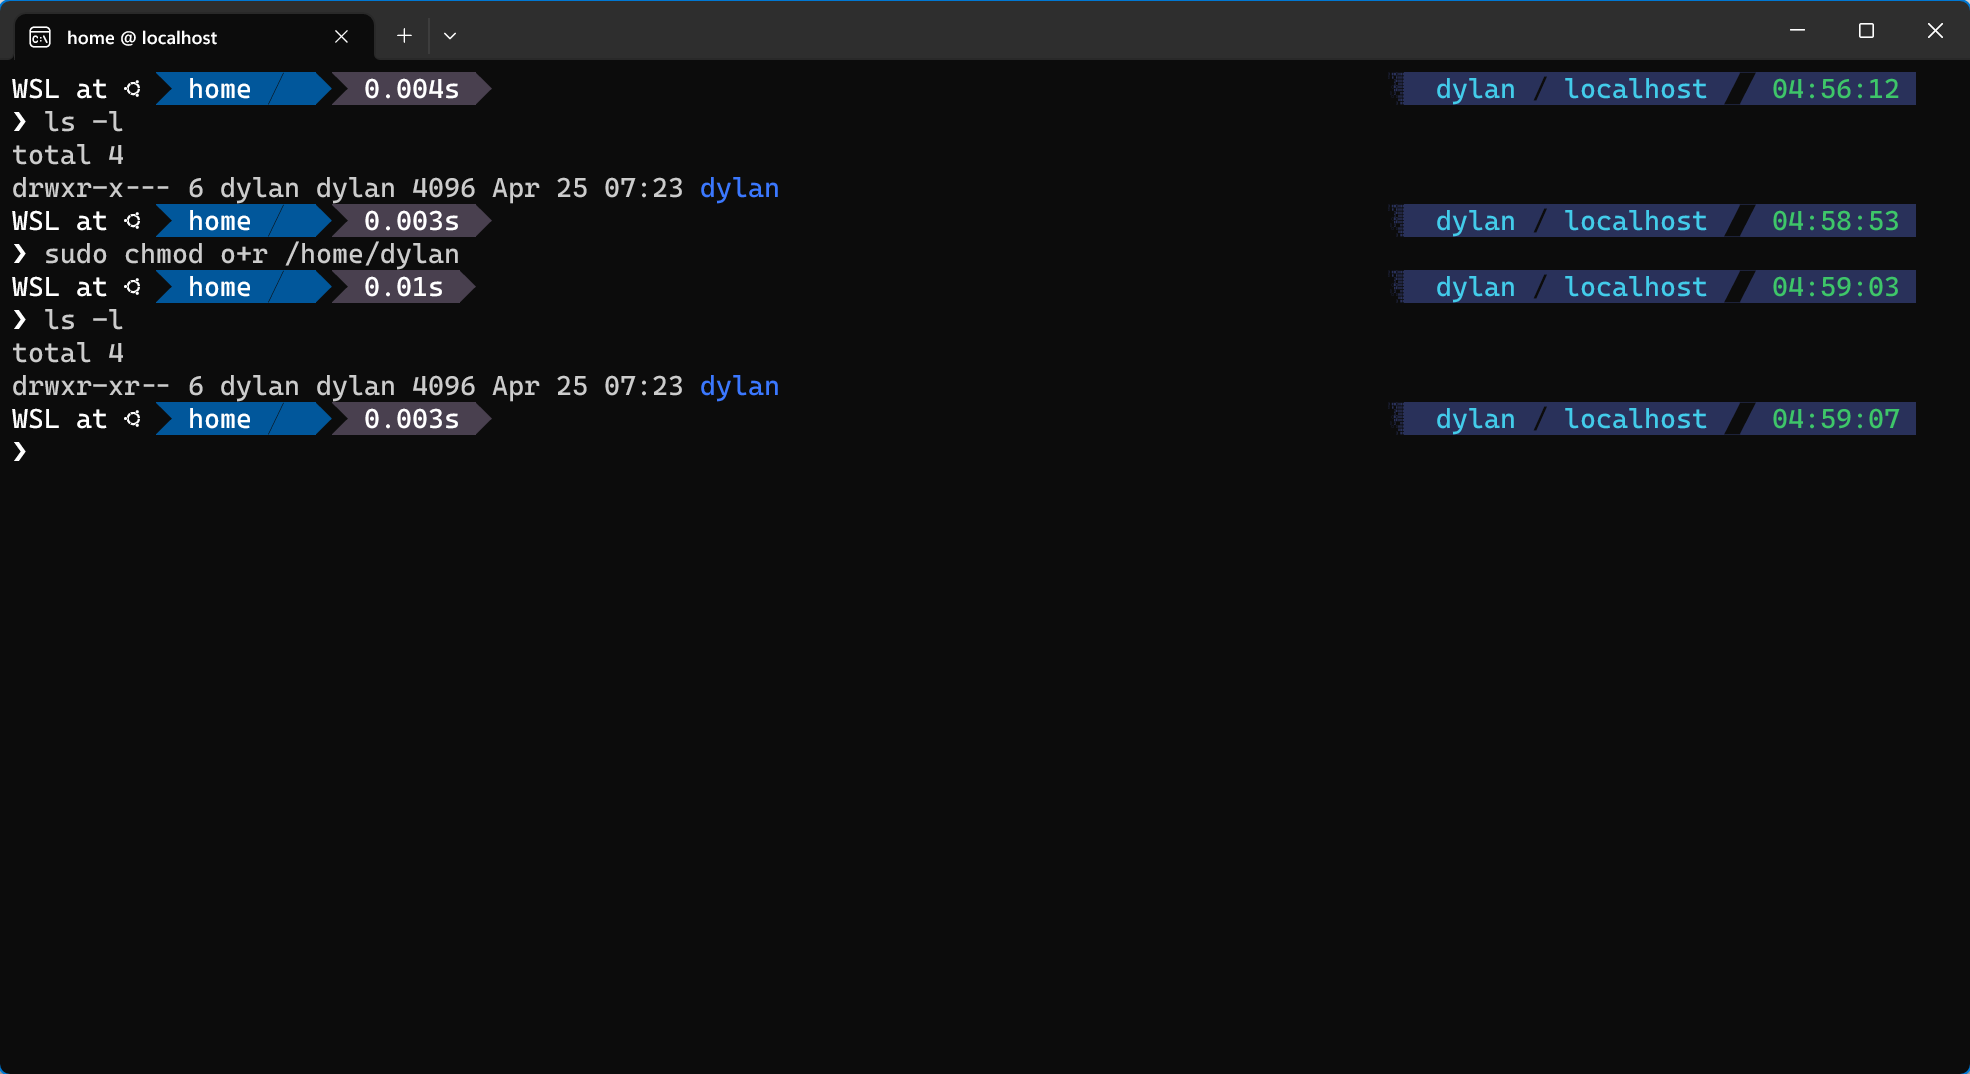 home @ localhost
WSL at home 0.004s dylan / localhost 04:56:12
❯ ls -l
total 4
drwxr-x--- 6 dylan dylan 4096 Apr 25 07:23 dylan
WSL at home 0.003s dylan / localhost 04:58:53
❯ sudo chmod o+r /home/dylan
WSL at home 0.01s dylan / localhost 04:59:03
❯ ls -l
total 4
drwxr-xr-- 6 dylan dylan 4096 Apr 25 07:23 dylan
WSL at home 0.003s dylan / localhost 04:59:07
❯